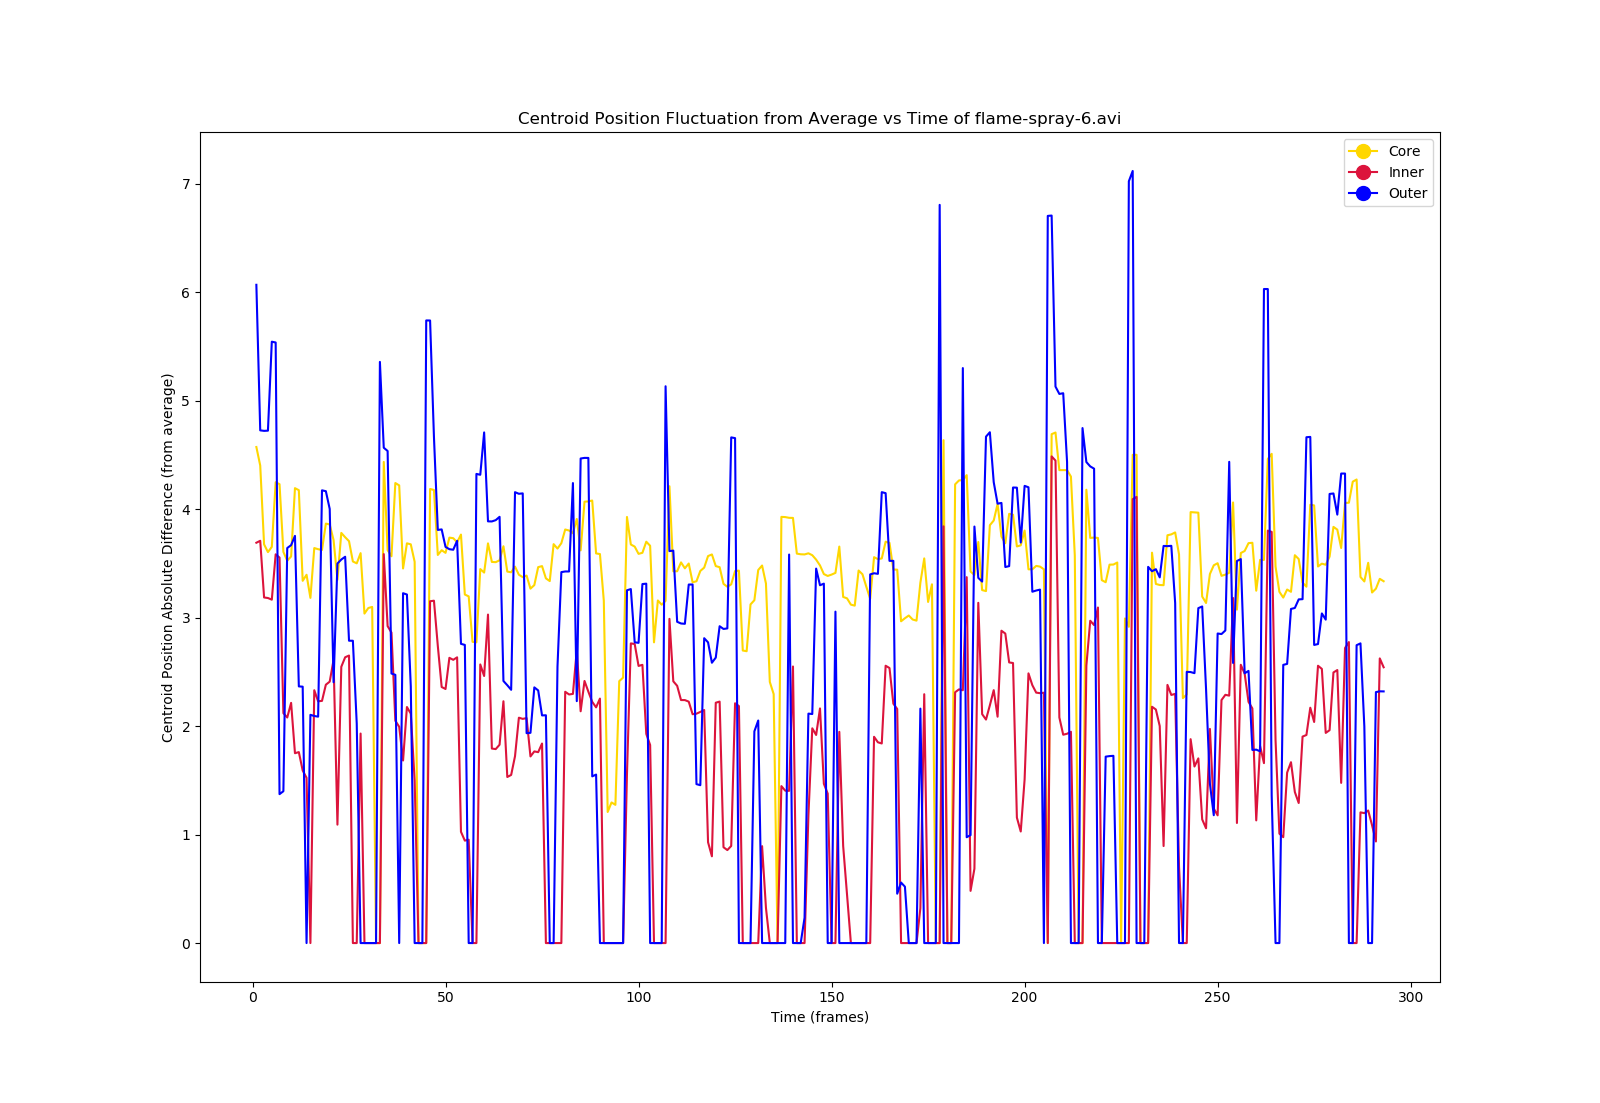 Centroid Position Fluctuation from Average vs Time of flame-spray-6.avi
Core
Inner
Outer
Centroid Position Absolute Difference (from average)
7
6
5
4
3
2
1
0
0 50 100 150 200 250 300
Time (frames)